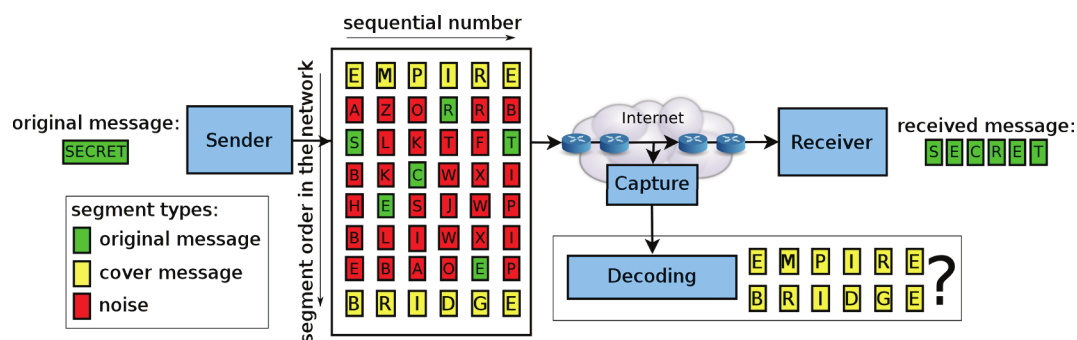 sequential number
segment order in the network
E M P I R E
A Z O R R B
S L K T F T
B K C W X I
H E S J W P
B L I W X I
E B A O E P
B R I D G E
original message:
SECRET
Sender
Internet
Capture
Receiver
received message:
S E C R E T
segment types:
original message
cover message
noise
Decoding
E M P I R E
B R I D G E
?